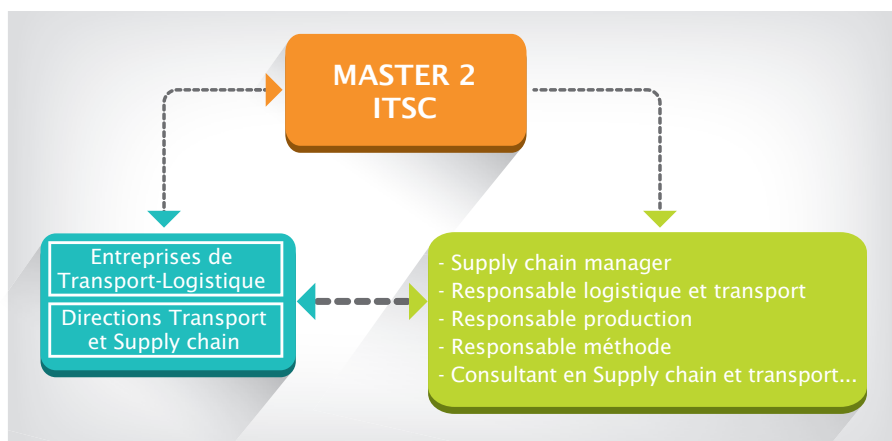 MASTER 2
ITSC
Entreprises de
Transport-Logistique
Directions Transport
et Supply chain
- Supply chain manager
- Responsable logistique et transport
- Responsable production
- Responsable méthode
- Consultant en Supply chain et transport...